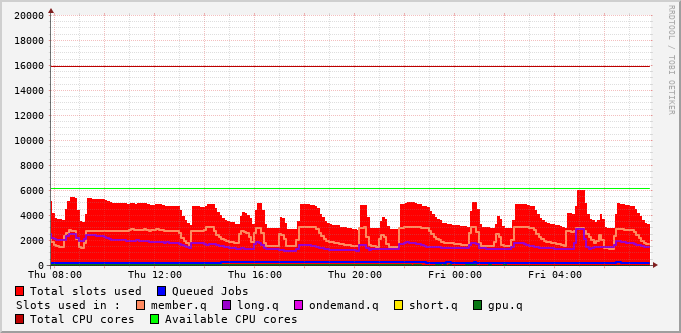 RRDTOOL / TOBI OETIKER
20000
18000
16000
14000
12000
10000
8000
6000
4000
2000
0
Thu 08:00 Thu 12:00 Thu 16:00 Thu 20:00 Fri 00:00 Fri 04:00
Total slots used Queued Jobs
Slots used in : member.q long.q ondemand.q short.q gpu.q
Total CPU cores Available CPU cores